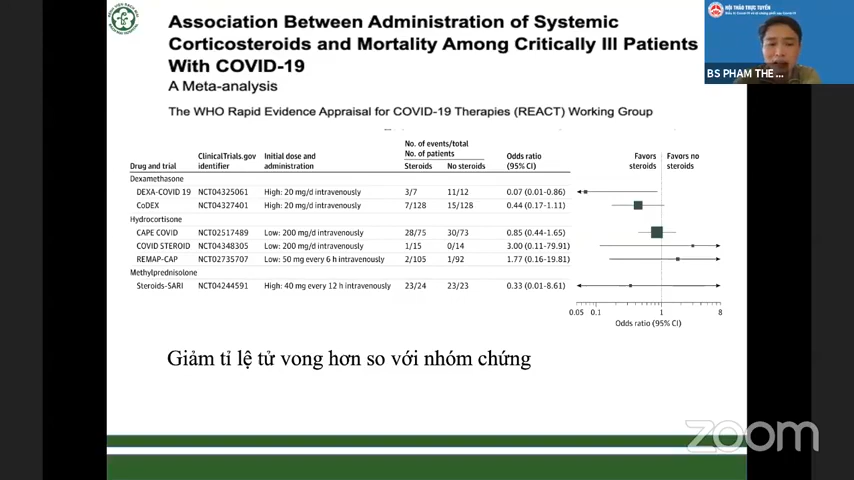 Association Between Administration of Systemic
Corticosteroids and Mortality Among Critically Ill Patients
With COVID-19
A Meta-analysis
The WHO Rapid Evidence Appraisal for COVID-19 Therapies (REACT) Working Group
HỘI THẢO TRỰC TUYẾN
BS PHAM THE ...
No. of events/total
No. of patients
Drug and trial ClinicalTrials.gov identifier Initial dose and administration Steroids No steroids Odds ratio (95% CI) Favors steroids Favors no steroids
Dexamethasone
DEXA-COVID 19 NCT04325061 High: 20 mg/d intravenously 3/7 11/12 0.07 (0.01-0.86)
CoDEX NCT04327401 High: 20 mg/d intravenously 7/128 15/128 0.44 (0.17-1.11)
Hydrocortisone
CAPE COVID NCT02517489 Low: 200 mg/d intravenously 28/75 30/73 0.85 (0.44-1.65)
COVID STEROID NCT04348305 Low: 200 mg/d intravenously 1/15 0/14 3.00 (0.11-79.91)
REMAP-CAP NCT02735707 Low: 50 mg every 6 h intravenously 2/105 1/92 1.77 (0.16-19.81)
Methylprednisolone
Steroids-SARI NCT04244591 High: 40 mg every 12 h intravenously 23/24 23/23 0.33 (0.01-8.61)
0.05 0.1 1 8
Odds ratio (95% CI)
Giảm tỉ lệ tử vong hơn so với nhóm chứng
zoom